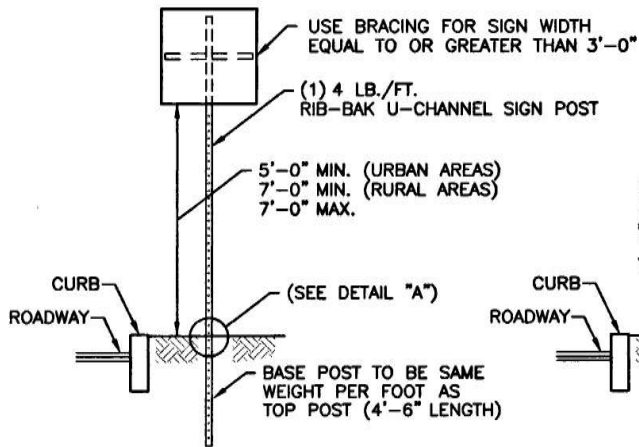 USE BRACING FOR SIGN WIDTH
EQUAL TO OR GREATER THAN 3'-0"
(1) 4 LB./FT.
RIB-BAK U-CHANNEL SIGN POST
5'-0" MIN. (URBAN AREAS)
7'-0" MIN. (RURAL AREAS)
7'-0" MAX.
CURB
ROADWAY
(SEE DETAIL "A")
BASE POST TO BE SAME
WEIGHT PER FOOT AS
TOP POST (4'-6" LENGTH)
CURB
ROADWAY